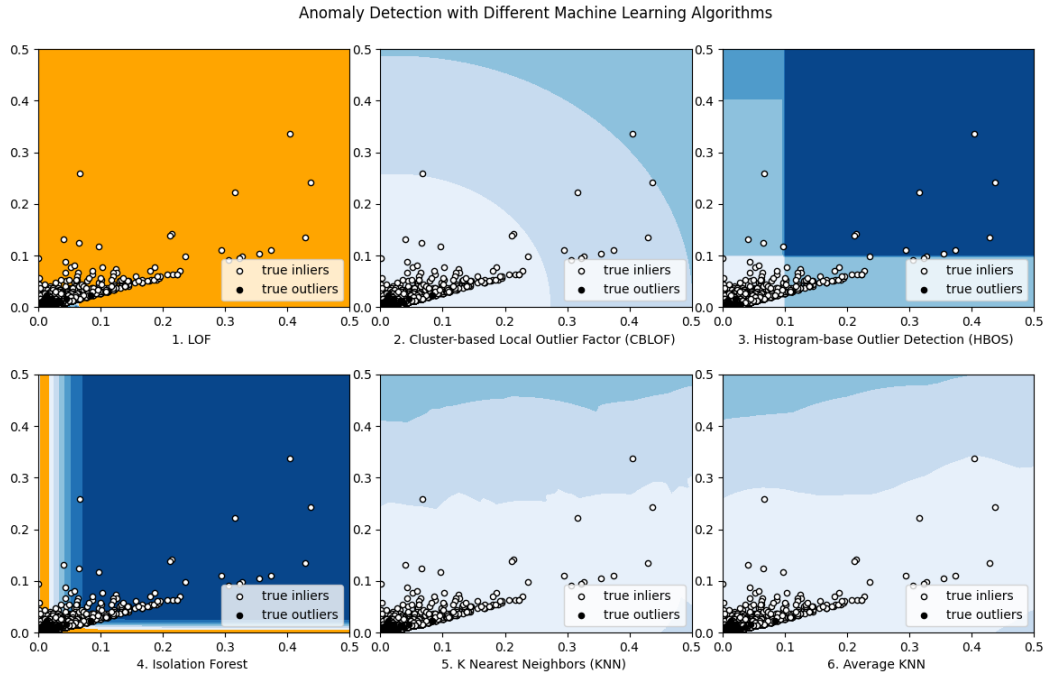 Anomaly Detection with Different Machine Learning Algorithms
0.5 0.5 0.5
0.4 0.4 0.4
0.3 0.3 0.3
0.2 0.2 0.2
0.1 0.1 0.1
true inliers true inliers true inliers
true outliers true outliers true outliers
0.0 0.0 0.0
0.0 0.1 0.2 0.3 0.4 0.5 0.0 0.1 0.2 0.3 0.4 0.5 0.0 0.1 0.2 0.3 0.4 0.5
1. LOF 2. Cluster-based Local Outlier Factor (CBLOF) 3. Histogram-base Outlier Detection (HBOS)
0.5 0.5 0.5
0.4 0.4 0.4
0.3 0.3 0.3
0.2 0.2 0.2
0.1 0.1 0.1
true inliers true inliers true inliers
true outliers true outliers true outliers
0.0 0.0 0.0
0.0 0.1 0.2 0.3 0.4 0.5 0.0 0.1 0.2 0.3 0.4 0.5 0.0 0.1 0.2 0.3 0.4 0.5
4. Isolation Forest 5. K Nearest Neighbors (KNN) 6. Average KNN